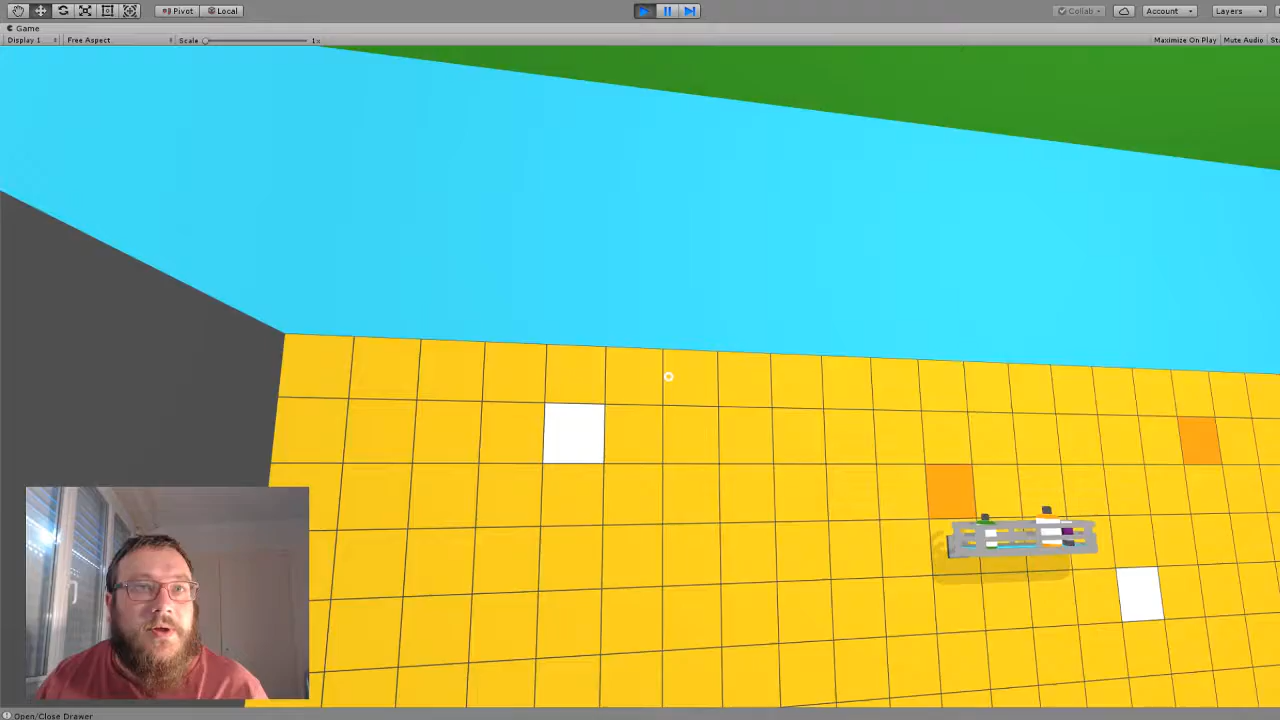 Pivot Local Collab Account Layers
Game
Display 1 Free Aspect Scale 1x Maximize On Play Mute Audio Sta
Open/Close Drawer